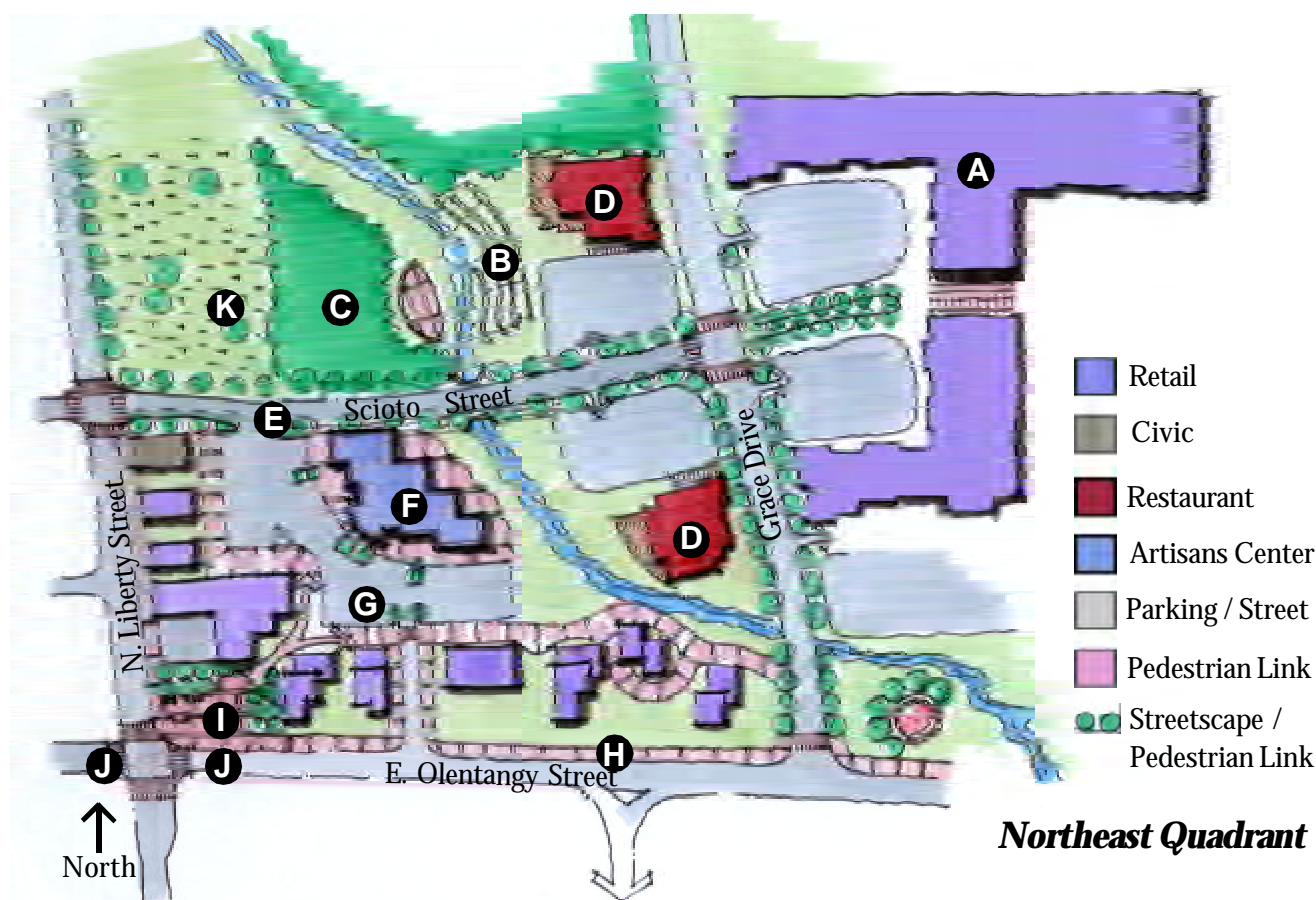 A
D
B
K
C
Retail
Scioto Street
E
Civic
Grace Drive
N. Liberty Street
Restaurant
F
D
Artisans Center
G
Parking / Street
Pedestrian Link
I
Streetscape /
Pedestrian Link
H
J
J
E. Olentangy Street
North
Northeast Quadrant